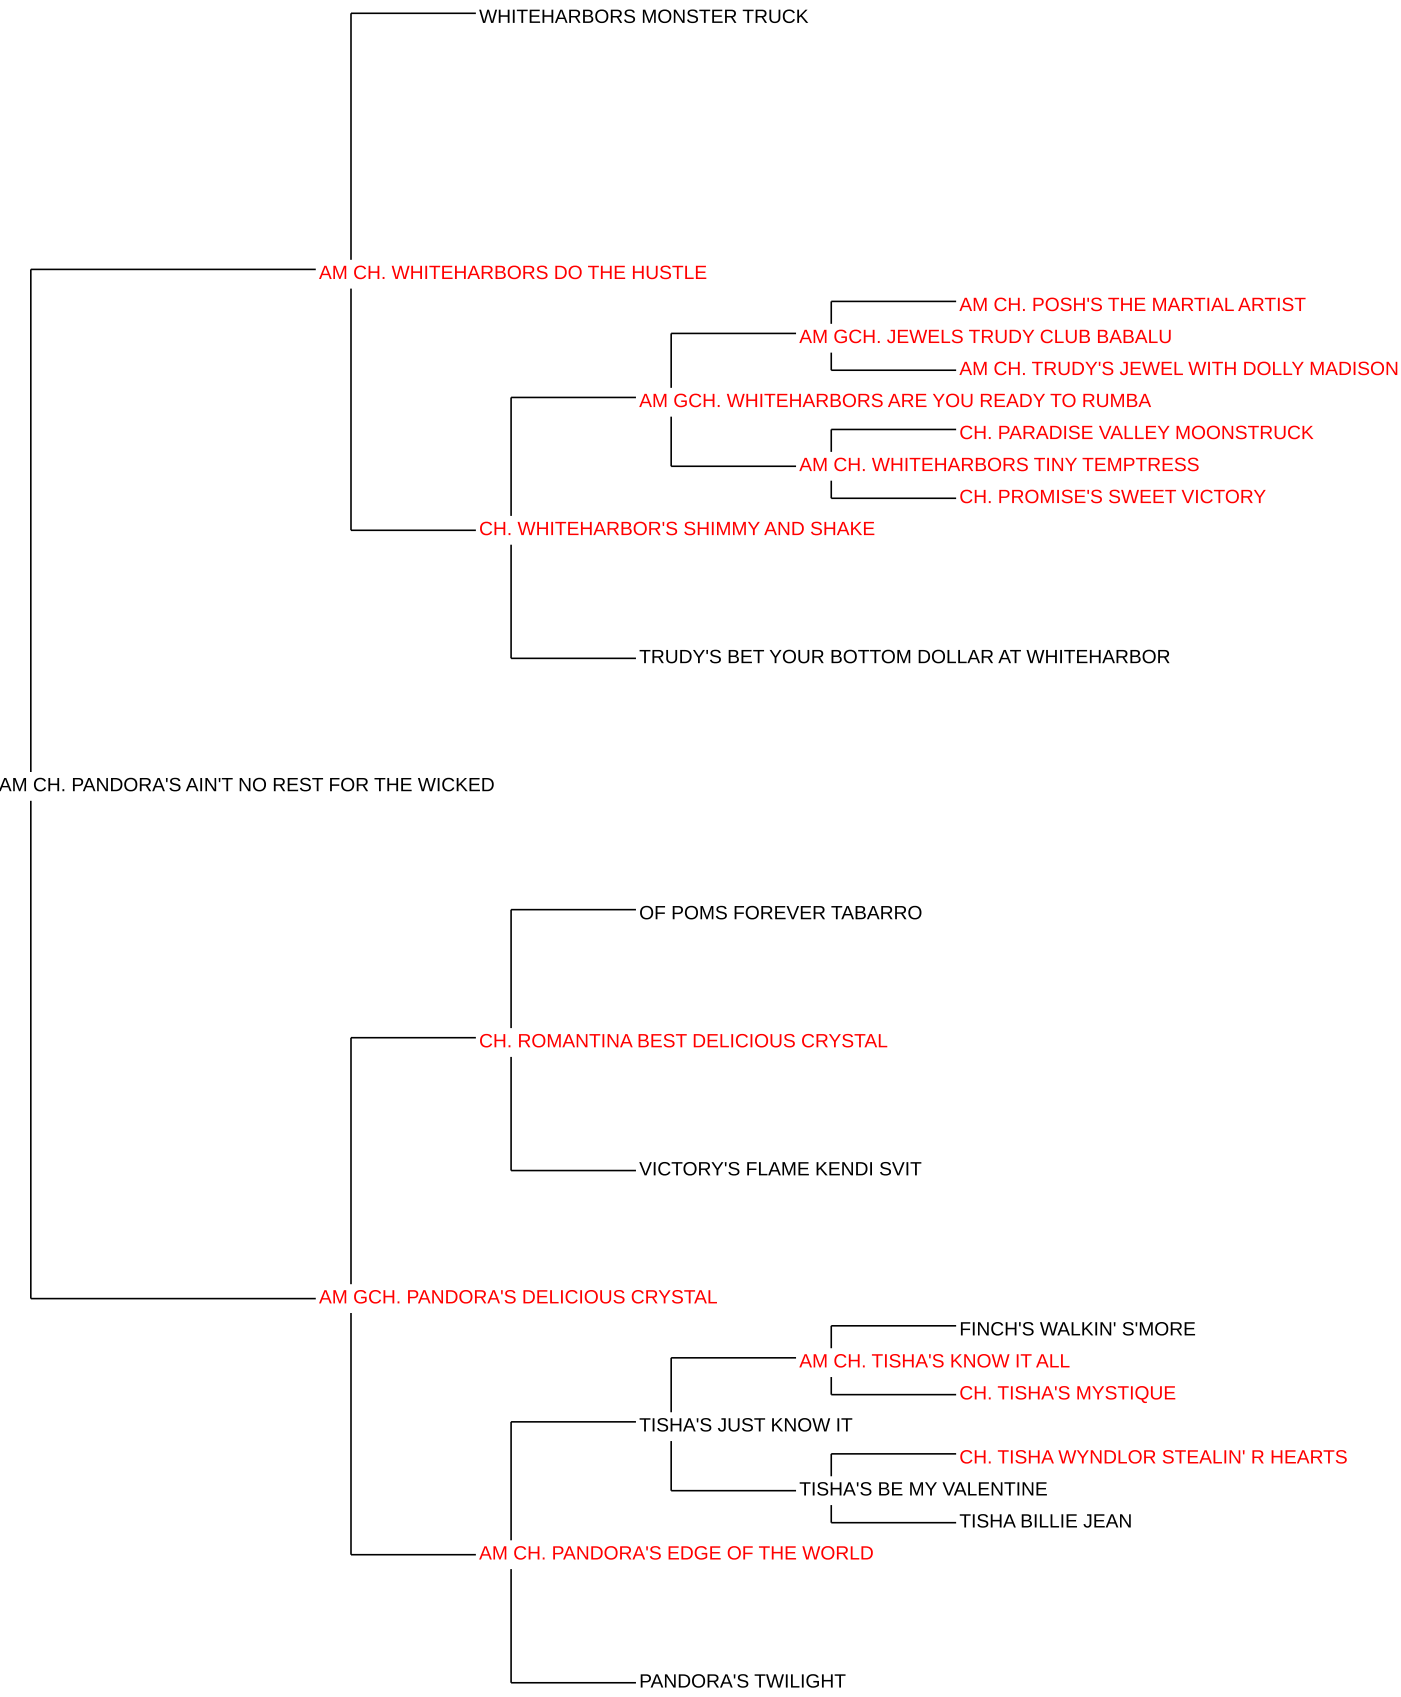 WHITEHARBORS MONSTER TRUCK
AM CH. WHITEHARBORS DO THE HUSTLE
AM CH. POSH'S THE MARTIAL ARTIST
AM GCH. JEWELS TRUDY CLUB BABALU
AM CH. TRUDY'S JEWEL WITH DOLLY MADISON
AM GCH. WHITEHARBORS ARE YOU READY TO RUMBA
CH. PARADISE VALLEY MOONSTRUCK
AM CH. WHITEHARBORS TINY TEMPTRESS
CH. PROMISE'S SWEET VICTORY
CH. WHITEHARBOR'S SHIMMY AND SHAKE
TRUDY'S BET YOUR BOTTOM DOLLAR AT WHITEHARBOR
AM CH. PANDORA'S AIN'T NO REST FOR THE WICKED
OF POMS FOREVER TABARRO
CH. ROMANTINA BEST DELICIOUS CRYSTAL
VICTORY'S FLAME KENDI SVIT
AM GCH. PANDORA'S DELICIOUS CRYSTAL
FINCH'S WALKIN' S'MORE
AM CH. TISHA'S KNOW IT ALL
CH. TISHA'S MYSTIQUE
TISHA'S JUST KNOW IT
CH. TISHA WYNDLOR STEALIN' R HEARTS
TISHA'S BE MY VALENTINE
TISHA BILLIE JEAN
AM CH. PANDORA'S EDGE OF THE WORLD
PANDORA'S TWILIGHT